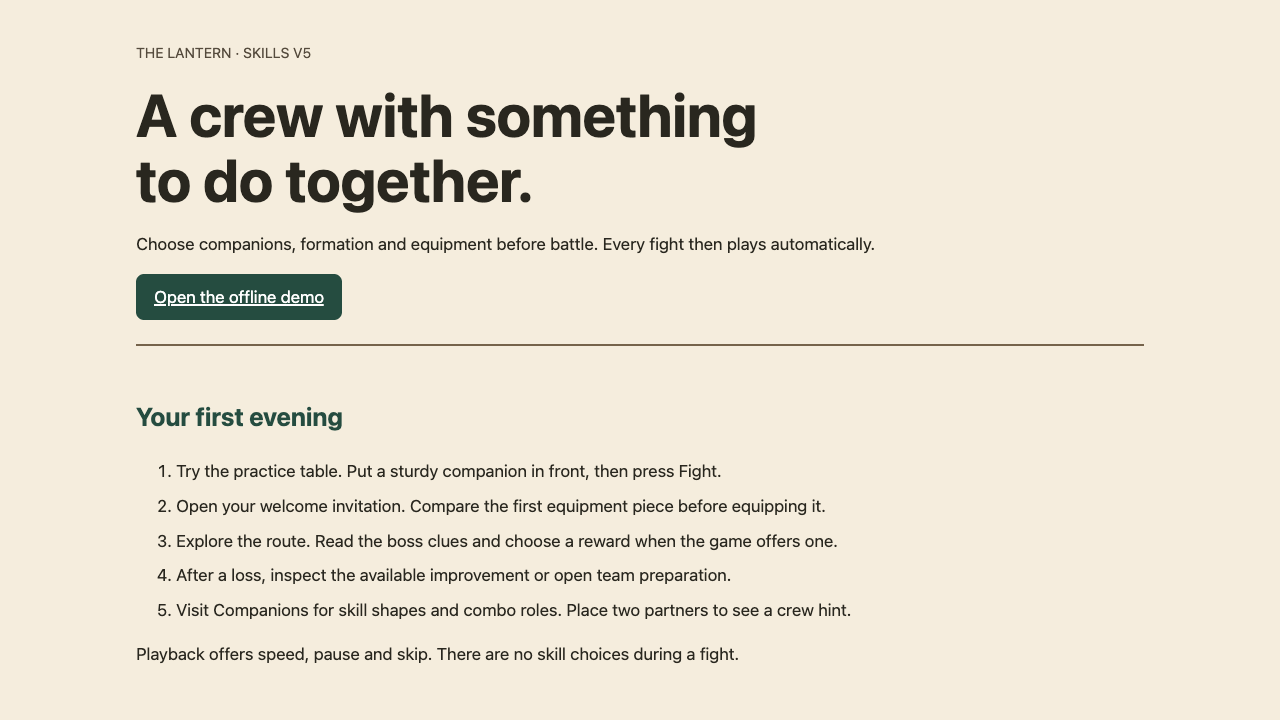 THE LANTERN · SKILLS V5
A crew with something
to do together.
Choose companions, formation and equipment before battle. Every fight then plays automatically.
Open the offline demo
Your first evening
1. Try the practice table. Put a sturdy companion in front, then press Fight.
2. Open your welcome invitation. Compare the first equipment piece before equipping it.
3. Explore the route. Read the boss clues and choose a reward when the game offers one.
4. After a loss, inspect the available improvement or open team preparation.
5. Visit Companions for skill shapes and combo roles. Place two partners to see a crew hint.
Playback offers speed, pause and skip. There are no skill choices during a fight.